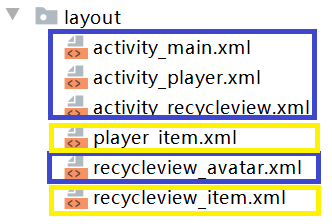 layout
activity_main.xml
activity_player.xml
activity_recycleview.xml
player_item.xml
recycleview_avatar.xml
recycleview_item.xml